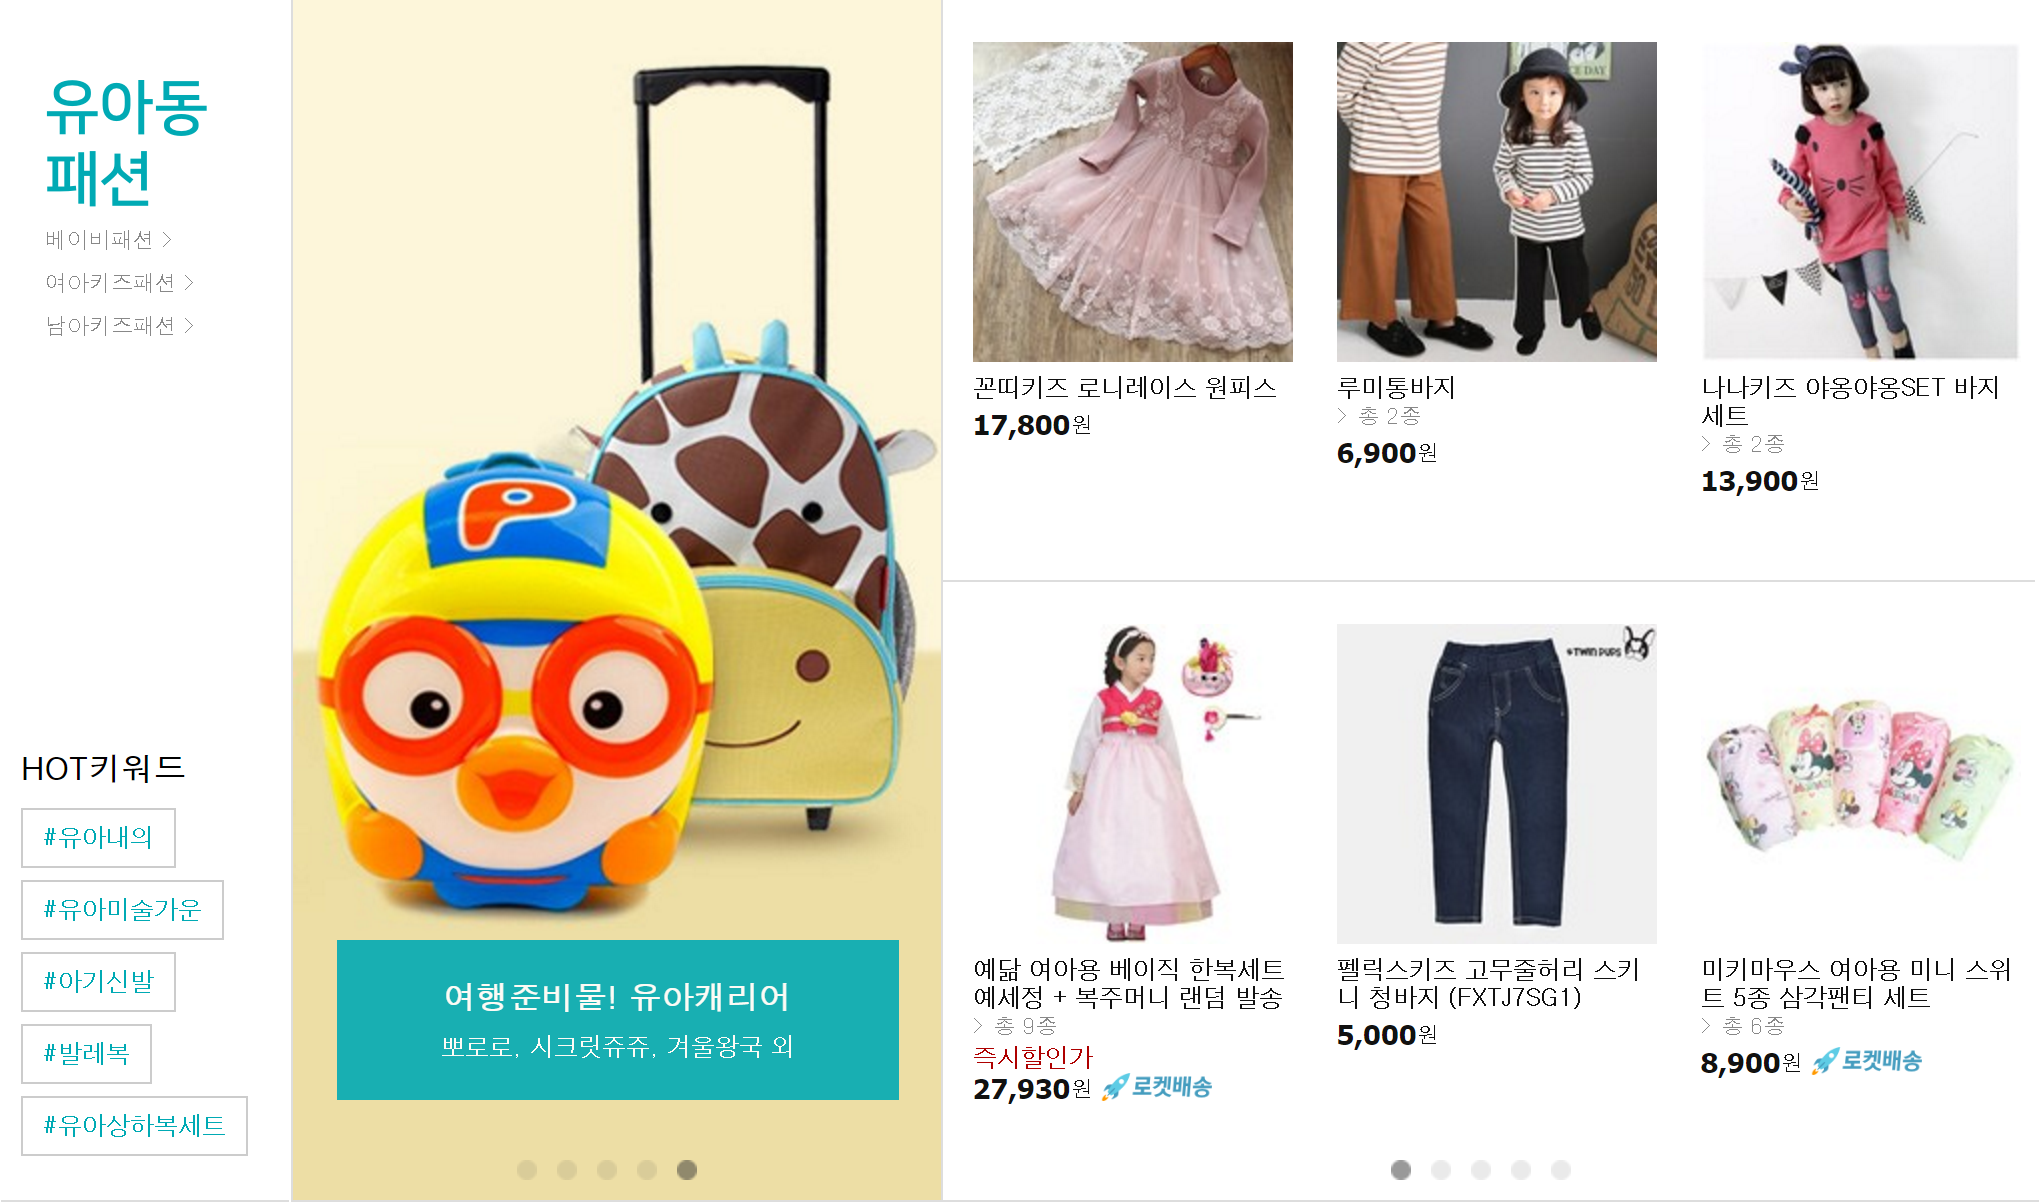 유아동
패션
베이비패션 >
여아키즈패션 >
남아키즈패션 >
HOT키워드
#유아내의
#유아미술가운
#아기신발
#발레복
#유아상하복세트
P
여행준비물! 유아캐리어
뽀로로, 시크릿쥬쥬, 겨울왕국 외
꼰띠키즈 로니레이스 원피스
17,800원
CE DAY
루미통바지
> 총 2종
6,900원
나나키즈 야옹야옹SET 바지
세트
> 총 2종
13,900원
예닮 여아용 베이직 한복세트
예세정 + 복주머니 랜덤 발송
> 총 9종
즉시할인가
27,930원 로켓배송
TWIN PUPS
펠릭스키즈 고무줄허리 스키
니 청바지 (FXTJ7SG1)
5,000원
미키마우스 여아용 미니 스위
트 5종 삼각팬티 세트
> 총 6종
8,900원 로켓배송